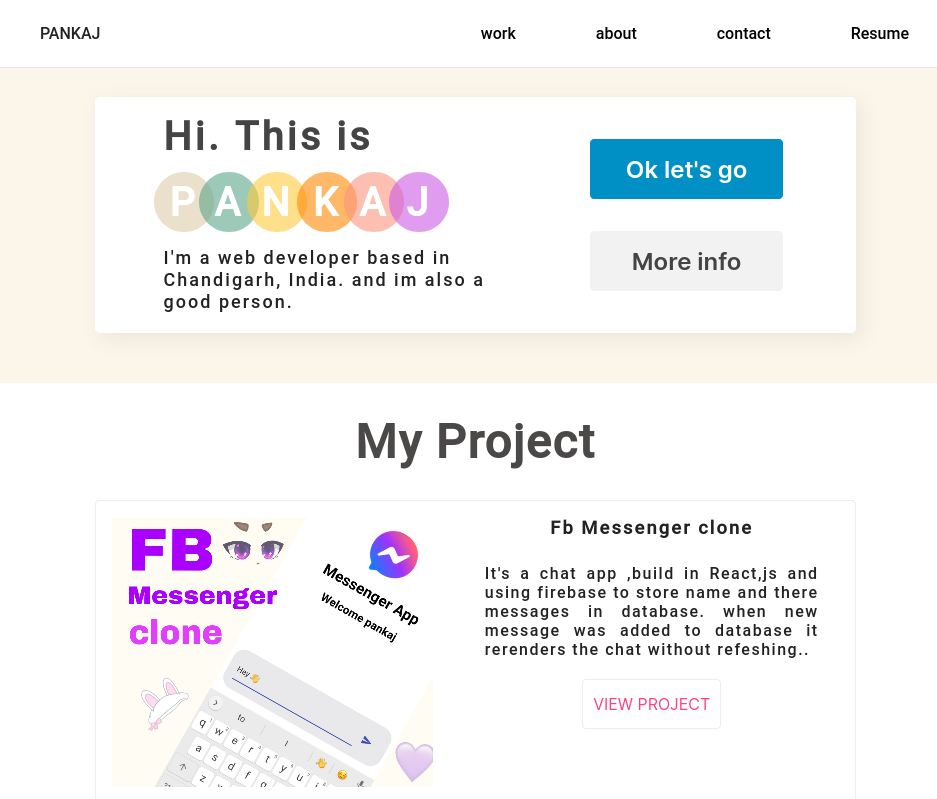 PANKAJ work about contact Resume
Hi. This is
PANKAJ
I'm a web developer based in
Chandigarh, India. and im also a
good person.
Ok let's go
More info
My Project
FB
Messenger
clone
Messenger App
Welcome pankaj
Hey 👋
to I 👋 😂
q w e r t y u i
a s d f g
z
Fb Messenger clone
It's a chat app ,build in React,js and
using firebase to store name and there
messages in database. when new
message was added to database it
rerenders the chat without refeshing..
VIEW PROJECT